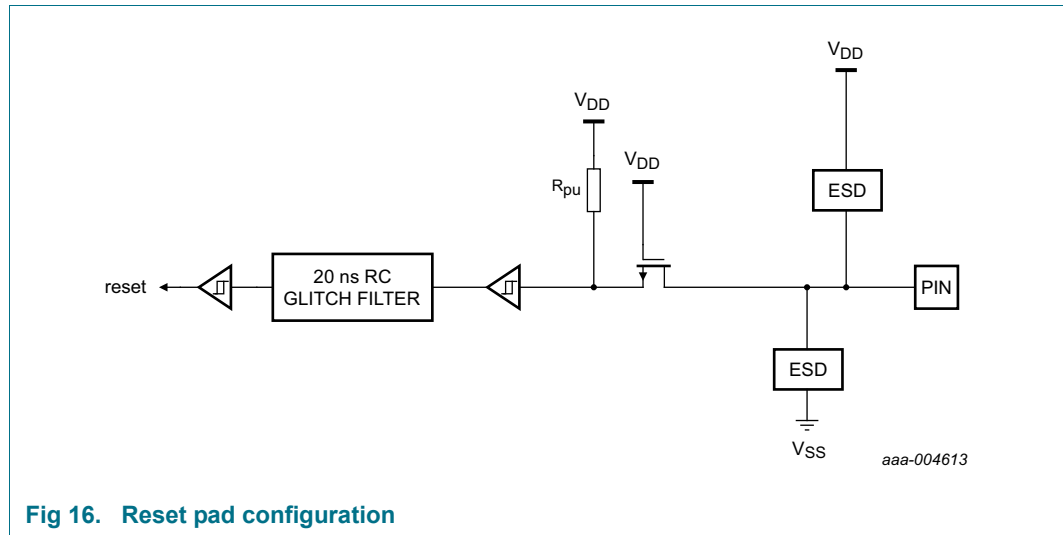 VDD
VDD
VDD
Rpu
ESD
reset
20 ns RC
GLITCH FILTER
PIN
ESD
VSS
aaa-004613
Fig 16. Reset pad configuration